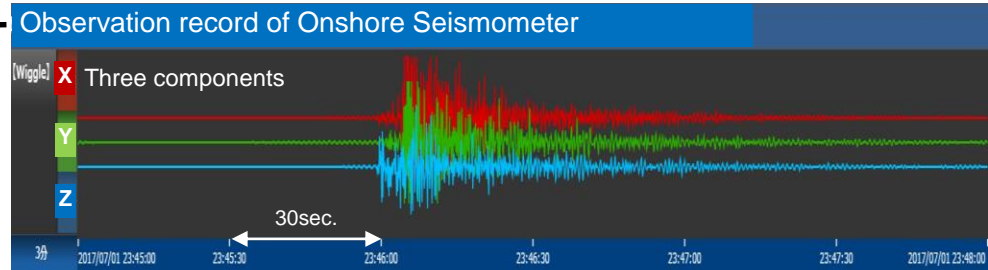 Observation record of Onshore Seismometer
[Wiggle]
X
Three components
Y
Z
30sec.
3分
2017/07/01 23:45:00
23:45:30
23:46:00
23:46:30
23:47:00
23:47:30
2017/07/01 23:48:00